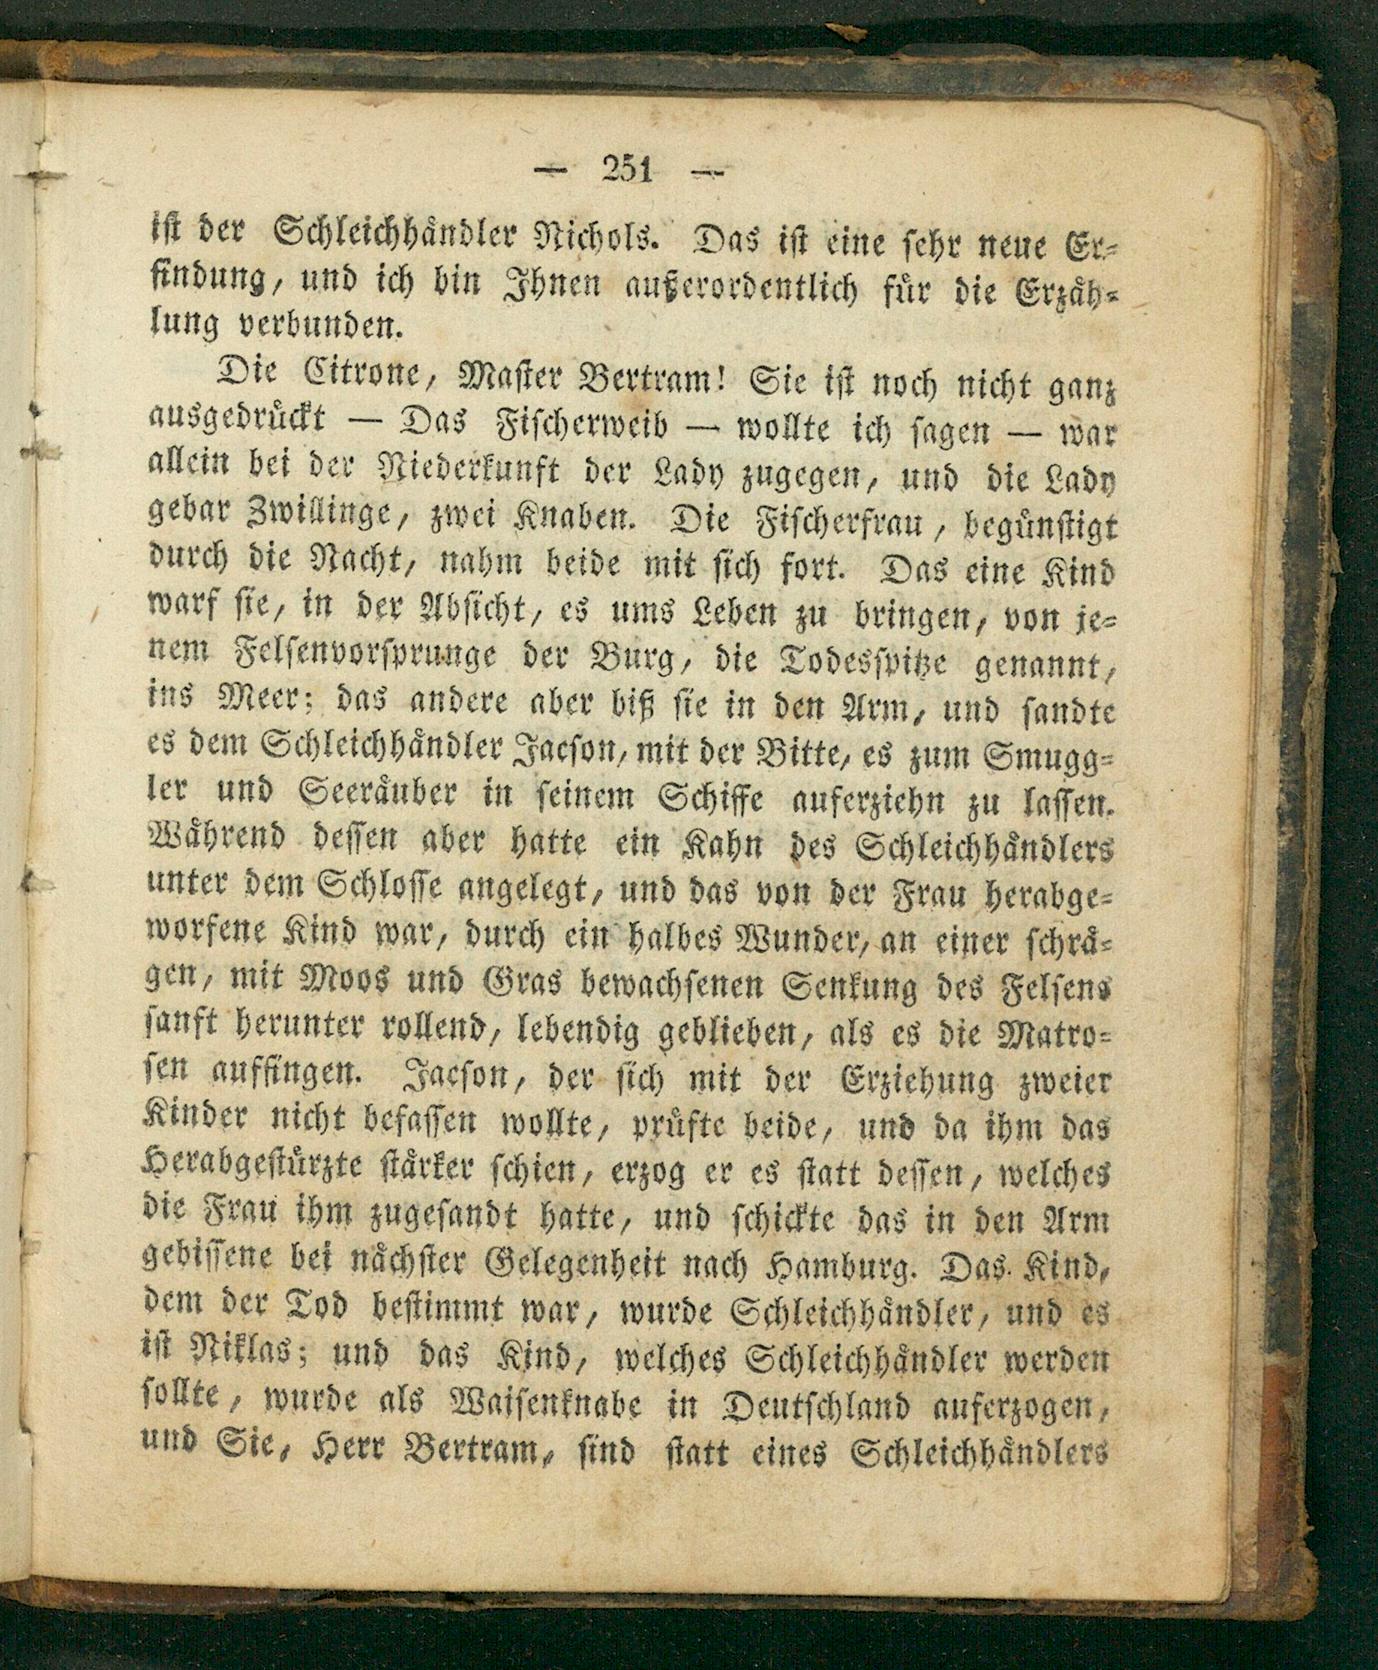 — 251 —
ist der Schleichhändler Nichols. Das ist eine sehr neue Er-
findung, und ich bin Ihnen außerordentlich für die Erzäh-
lung verbunden.
Die Citrone, Master Bertram! Sie ist noch nicht ganz
ausgedrückt — Das Fischerweib — wollte ich sagen — war
allein bei der Niederkunft der Lady zugegen, und die Lady
gebar Zwillinge, zwei Knaben. Die Fischerfrau, begünstigt
durch die Nacht, nahm beide mit sich fort. Das eine Kind
warf sie, in der Absicht, es ums Leben zu bringen, von je-
nem Felsenvorsprunge der Burg, die Todesspitze genannt,
ins Meer; das andere aber biß sie in den Arm, und sandte
es dem Schleichhändler Jacson, mit der Bitte, es zum Smugg-
ler und Seeräuber in seinem Schiffe auferziehn zu lassen.
Während dessen aber hatte ein Kahn des Schleichhändlers
unter dem Schlosse angelegt, und das von der Frau herabge-
worfene Kind war, durch ein halbes Wunder, an einer schrä-
gen, mit Moos und Gras bewachsenen Senkung des Felsens
sanft herunter rollend, lebendig geblieben, als es die Matro-
sen auffingen. Jacson, der sich mit der Erziehung zweier
Kinder nicht befassen wollte, prüfte beide, und da ihm das
Herabgestürzte stärker schien, erzog er es statt dessen, welches
die Frau ihm zugesandt hatte, und schickte das in den Arm
gebissene bei nächster Gelegenheit nach Hamburg. Das Kind,
dem der Tod bestimmt war, wurde Schleichhändler, und es
ist Niklas; und das Kind, welches Schleichhändler werden
sollte, wurde als Waisenknabe in Deutschland auferzogen,
und Sie, Herr Bertram, sind statt eines Schleichhändlers